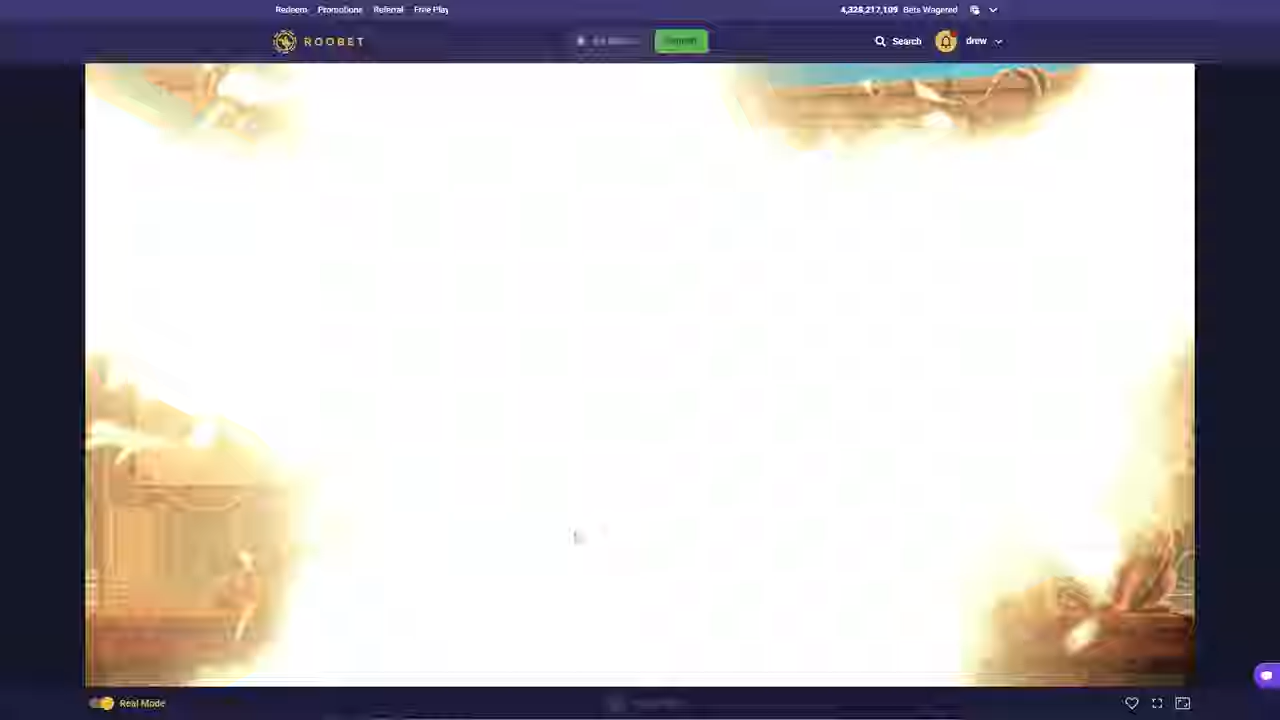 Redeem Promotions Referral Free Play
4,328,217,109 Bets Wagered
ROOBET
Search
drew
Real Mode